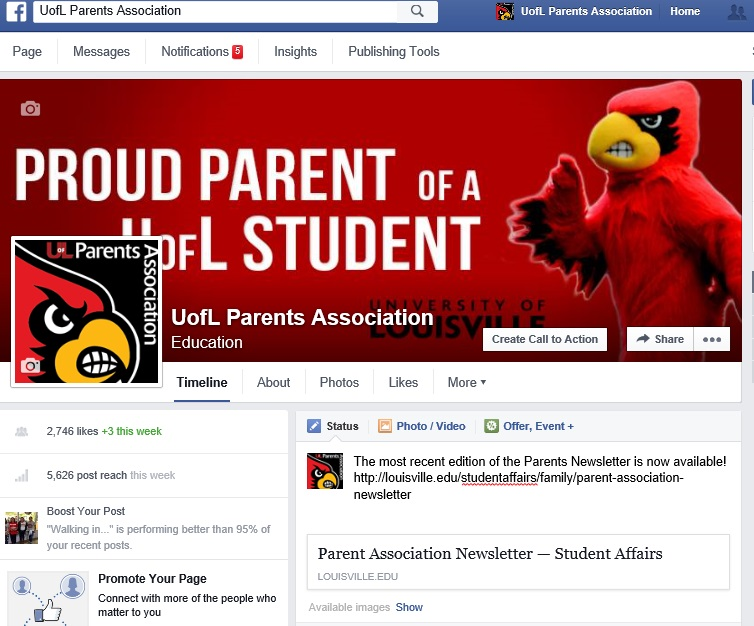 UofL Parents Association
UofL Parents Association
Home
Page
Messages
Notifications 5
Insights
Publishing Tools
PROUD PARENT OF A
UOFL STUDENT
UNIVERSITY OF
LOUISVILLE
UofL Parents Association
UofL Parents Association
Education
Create Call to Action
Share
Timeline
About
Photos
Likes
More
2,746 likes +3 this week
5,626 post reach this week
Boost Your Post
"Walking in..." is performing better than 95% of
your recent posts.
Promote Your Page
Connect with more of the people who
matter to you
Status
Photo / Video
Offer, Event +
The most recent edition of the Parents Newsletter is now available!
http://louisville.edu/studentaffairs/family/parent-association-
newsletter
Parent Association Newsletter — Student Affairs
LOUISVILLE.EDU
Available images Show